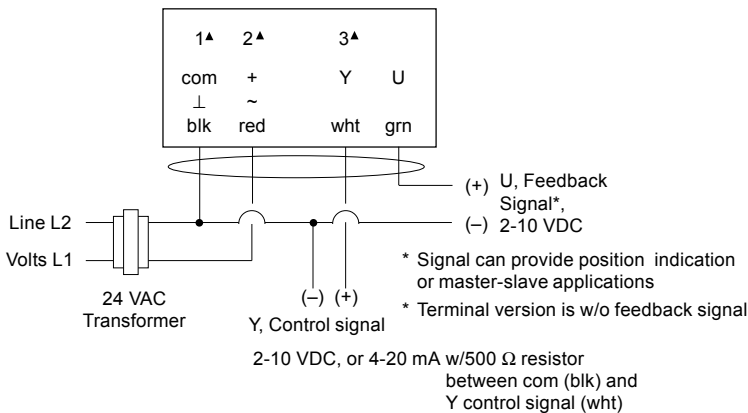 1▲ 2▲ 3▲
com + Y U
⊥ ~
blk red wht grn
(+) U, Feedback
Signal*,
(–) 2-10 VDC
Line L2
Volts L1
24 VAC
Transformer
(–) (+)
Y, Control signal
* Signal can provide position indication
or master-slave applications
* Terminal version is w/o feedback signal
2-10 VDC, or 4-20 mA w/500 Ω resistor
between com (blk) and
Y control signal (wht)